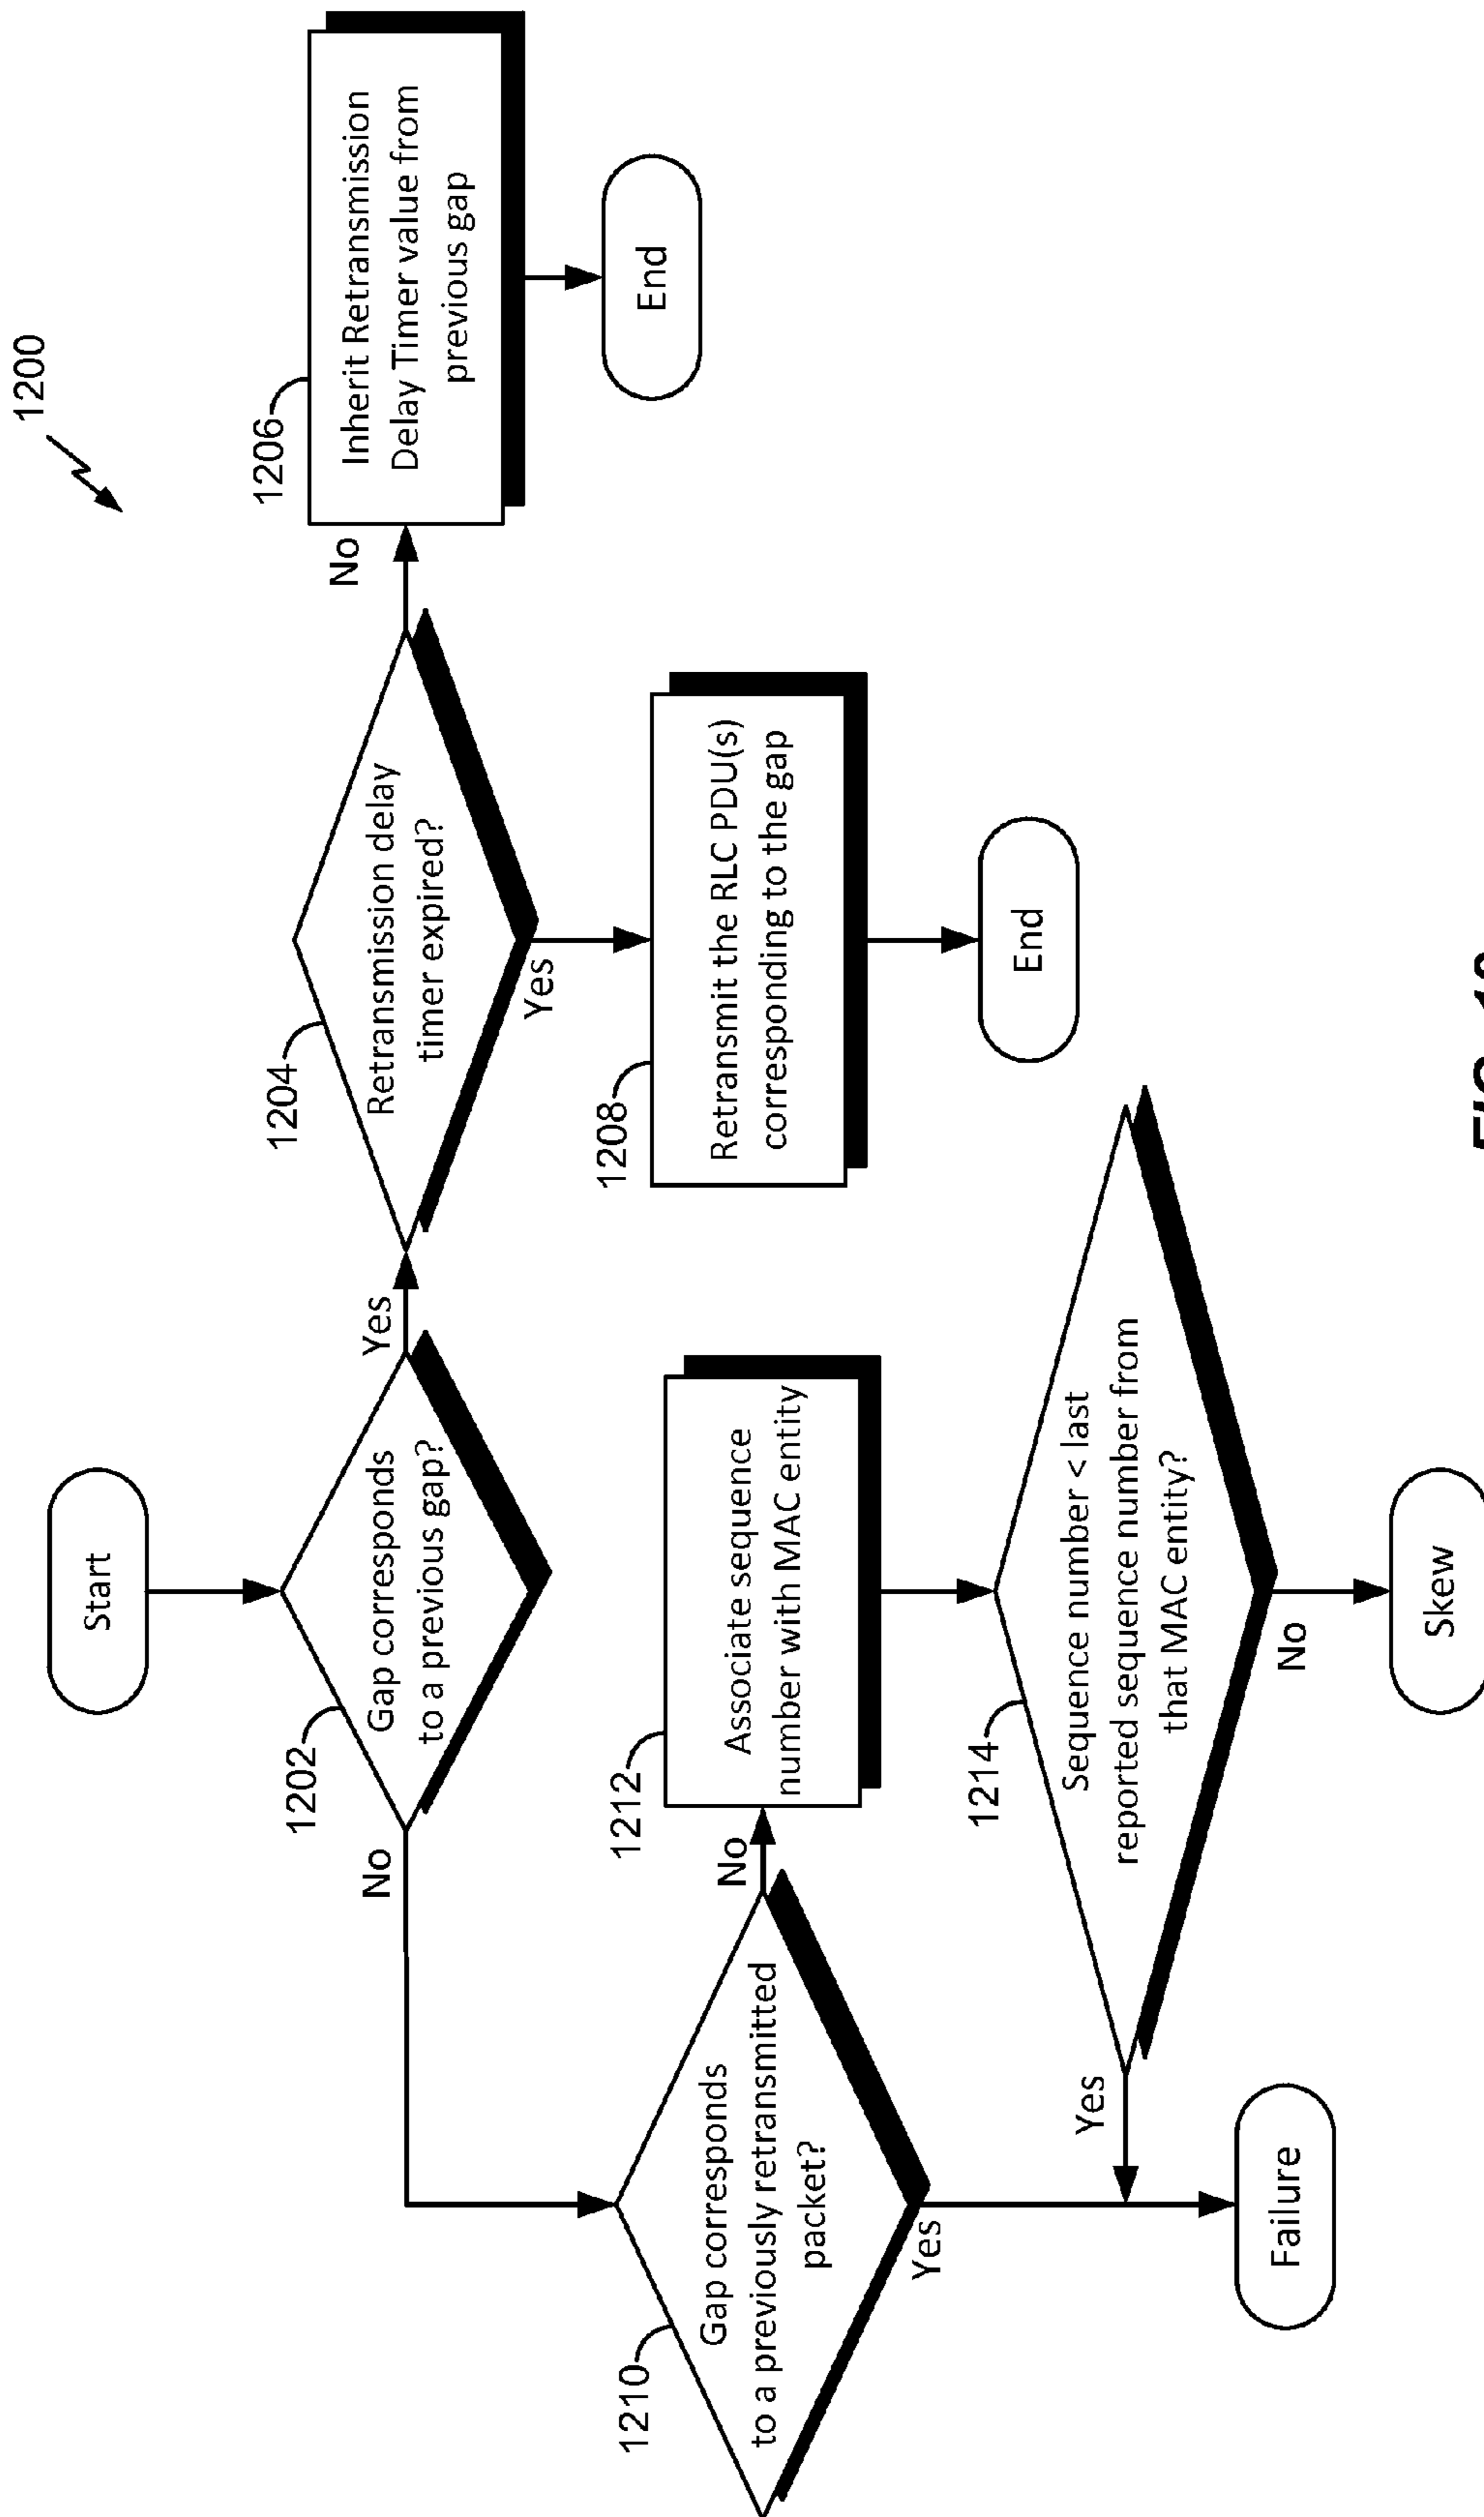 1200
Start
1202
Gap corresponds
to a previous gap?
Yes
No
1204
Retransmission delay
timer expired?
No
Yes
1206
Inherit Retransmission
Delay Timer value from
previous gap
End
1208
Retransmit the RLC PDU(s)
corresponding to the gap
End
1210
Gap corresponds
to a previously retransmitted
packet?
No
Yes
1212
Associate sequence
number with MAC entity
1214
Sequence number < last
reported sequence number from
that MAC entity?
Yes
No
Failure
Skew